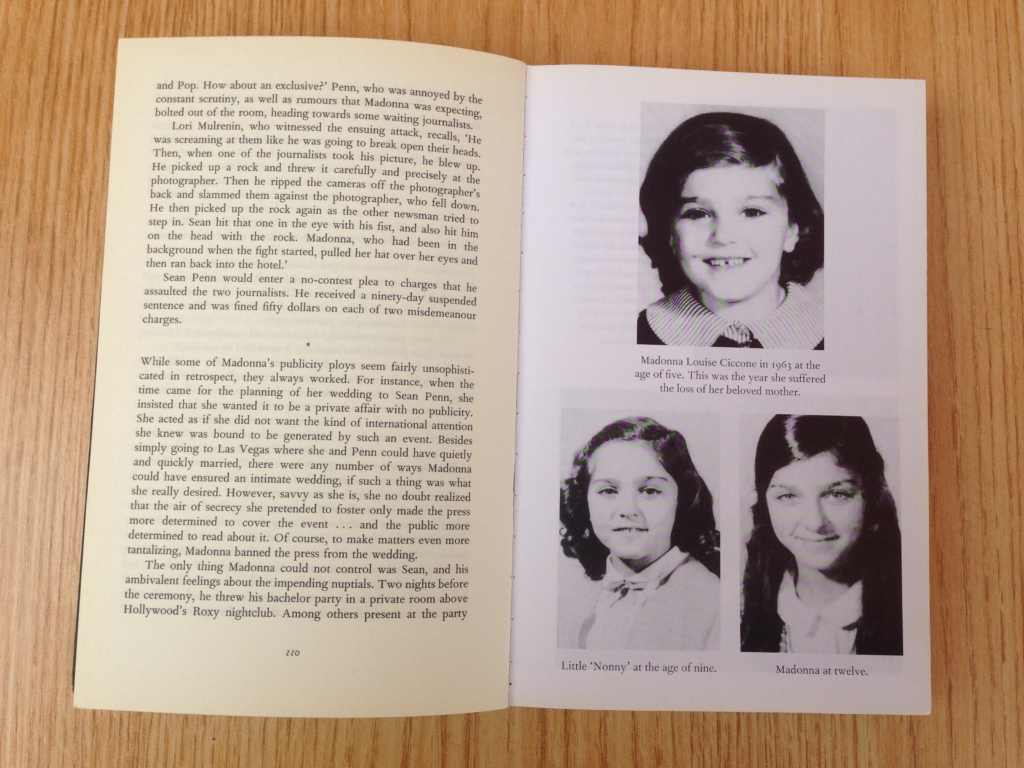 and Pop. How about an exclusive?' Penn, who was annoyed by the
constant scrutiny, as well as rumours that Madonna was expecting,
bolted out of the room, heading towards some waiting journalists.
Lori Mulrenin, who witnessed the ensuing attack, recalls, 'He
was screaming at them like he was going to break open their heads.
Then, when one of the journalists took his picture, he blew up.
He picked up a rock and threw it carefully and precisely at the
photographer. Then he ripped the cameras off the photographer's
back and slammed them against the photographer, who fell down.
He then picked up the rock again as the other newsman tried to
step in. Sean hit that one in the eye with his fist, and also hit him
on the head with the rock. Madonna, who had been in the
background when the fight started, pulled her hat over her eyes and
then ran back into the hotel.'
Sean Penn would enter a no-contest plea to charges that he
assaulted the two journalists. He received a ninety-day suspended
sentence and was fined fifty dollars on each of two misdemeanour
charges.
*
While some of Madonna's publicity ploys seem fairly unsophisti-
cated in retrospect, they always worked. For instance, when the
time came for the planning of her wedding to Sean Penn, she
insisted that she wanted it to be a private affair with no publicity.
She acted as if she did not want the kind of international attention
she knew was bound to be generated by such an event. Besides
simply going to Las Vegas where she and Penn could have quietly
and quickly married, there were any number of ways Madonna
could have ensured an intimate wedding, if such a thing was what
she really desired. However, savvy as she is, she no doubt realized
that the air of secrecy she pretended to foster only made the press
more determined to cover the event . . . and the public more
determined to read about it. Of course, to make matters even more
tantalizing, Madonna banned the press from the wedding.
The only thing Madonna could not control was Sean, and his
ambivalent feelings about the impending nuptials. Two nights before
the ceremony, he threw his bachelor party in a private room above
Hollywood's Roxy nightclub. Among others present at the party
110
Madonna Louise Ciccone in 1963 at the
age of five. This was the year she suffered
the loss of her beloved mother.
Little 'Nonny' at the age of nine.
Madonna at twelve.